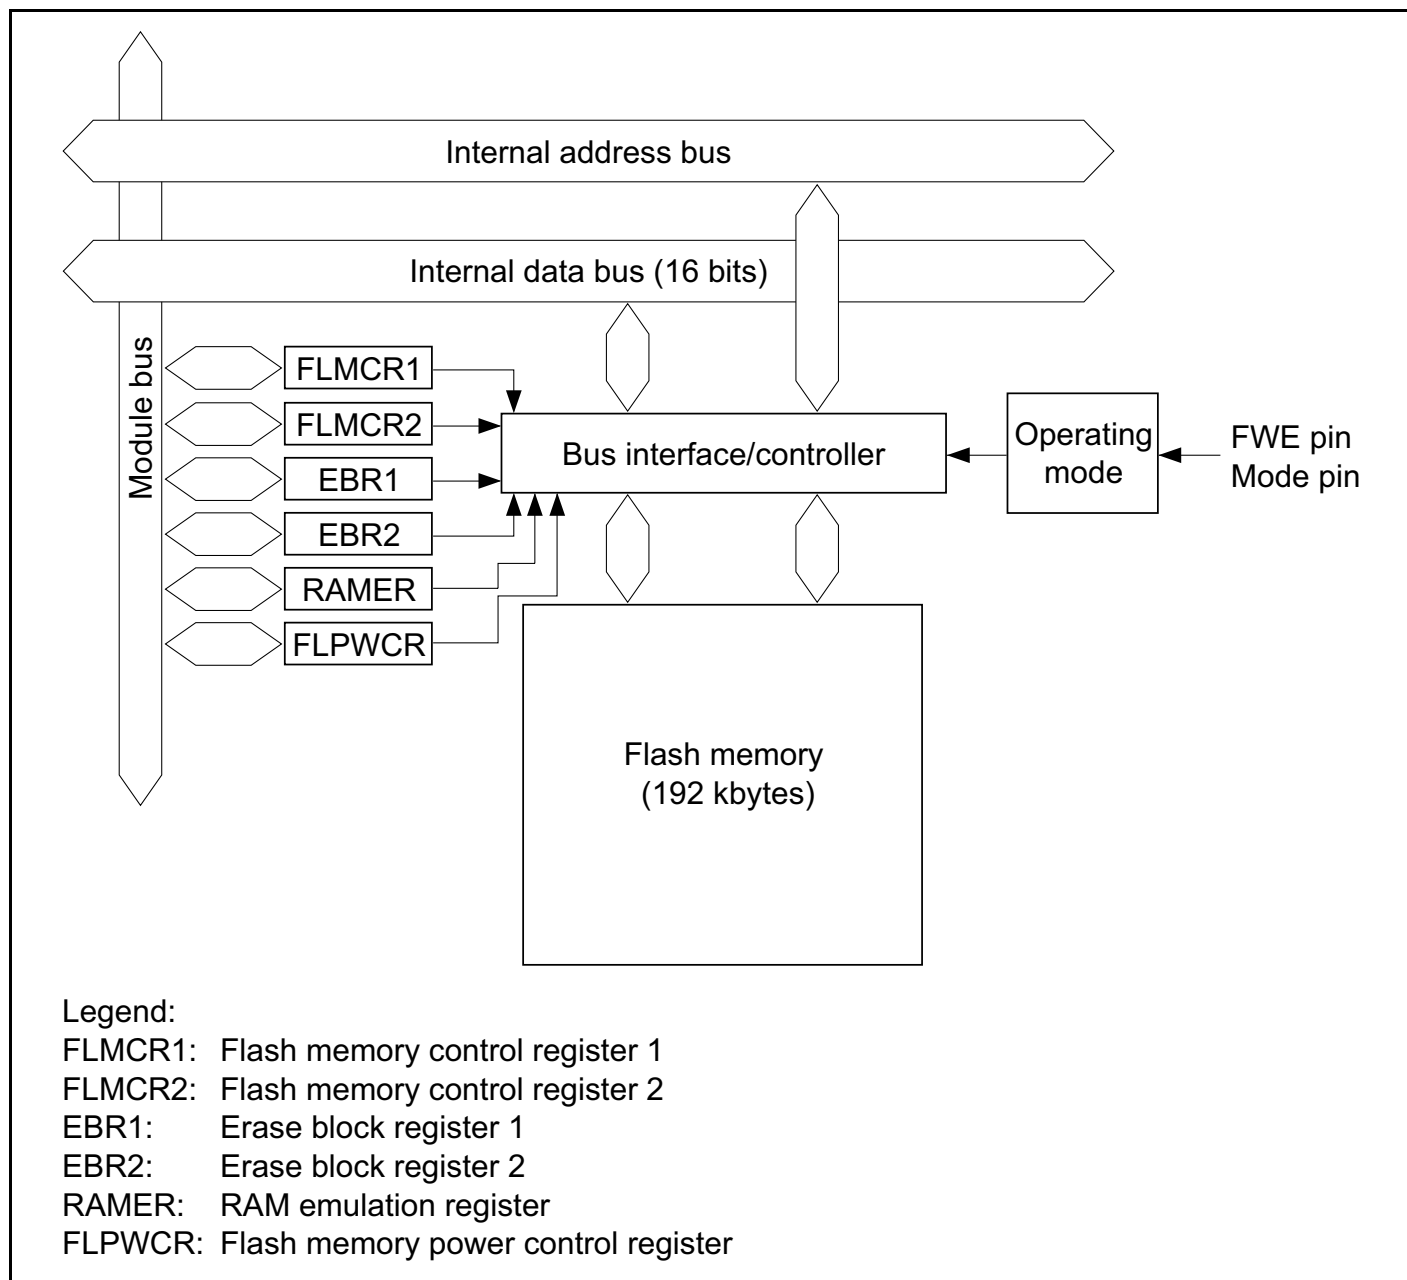 Internal address bus
Internal data bus (16 bits)
Module bus
FLMCR1
FLMCR2
EBR1
EBR2
RAMER
FLPWCR
Bus interface/controller
Operating
mode
FWE pin
Mode pin
Flash memory
(192 kbytes)
Legend:
FLMCR1: Flash memory control register 1
FLMCR2: Flash memory control register 2
EBR1: Erase block register 1
EBR2: Erase block register 2
RAMER: RAM emulation register
FLPWCR: Flash memory power control register